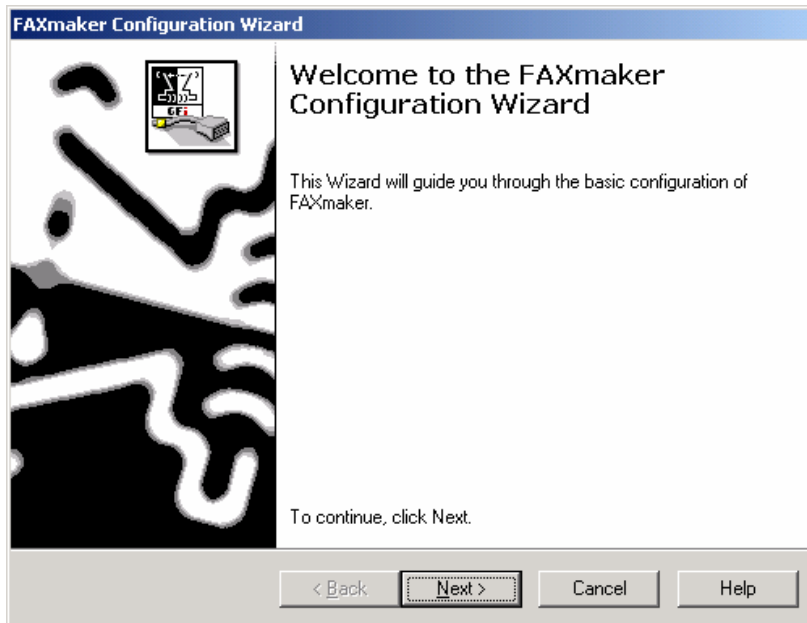 FAXmaker Configuration Wizard
Welcome to the FAXmaker
Configuration Wizard
GFi
This Wizard will guide you through the basic configuration of
FAXmaker.
To continue, click Next.
< Back
Next >
Cancel
Help